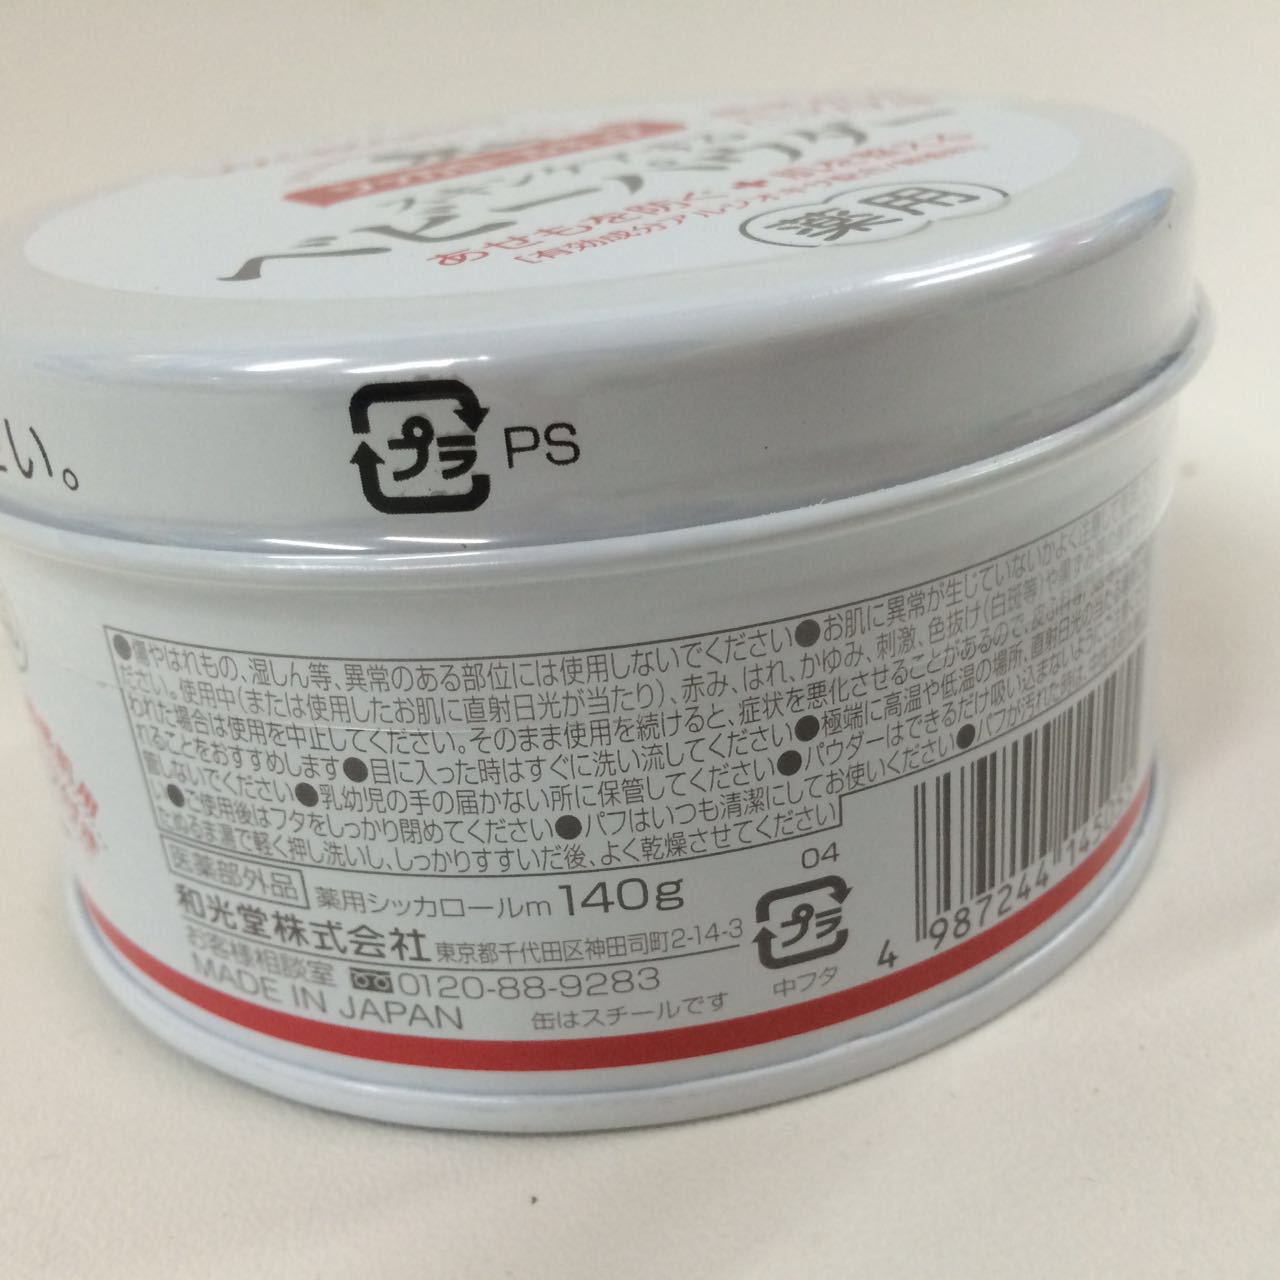 スキンケアする
ベビーパウダー
あせもを防ぐ
薬用
い。
プラ PS
●傷やはれもの、湿しん等、異常のある部位には使用しないでください●お肌に異常が生じていないかよく注意して
ださい。使用中(または使用したお肌に直射日光が当たり)、赤み、はれ、かゆみ、刺激、色抜け(白斑等)や黒ずみ等の
われた場合は使用を中止してください。そのまま使用を続けると、症状を悪化させることがあるので、
れることをおすすめします●目に入った時はすぐに洗い流してください●極端に高温や低温の場所、直射日光の当たる
管しないでください●乳幼児の手の届かない所に保管してください●パウダーはできるだけ吸い込まないように
●ご使用後はフタをしっかり閉めてください●パフはいつも清潔にしてお使いください●パフが汚れた時は、
たぬるま湯で軽く押し洗いし、しっかりすすいだ後、よく乾燥させてください
医薬部外品 薬用シッカロールm 140g
04
和光堂株式会社 東京都千代田区神田司町2-14-3
お客様相談室 0120-88-9283
MADE IN JAPAN 缶はスチールです
プラ
中フタ
4 987244